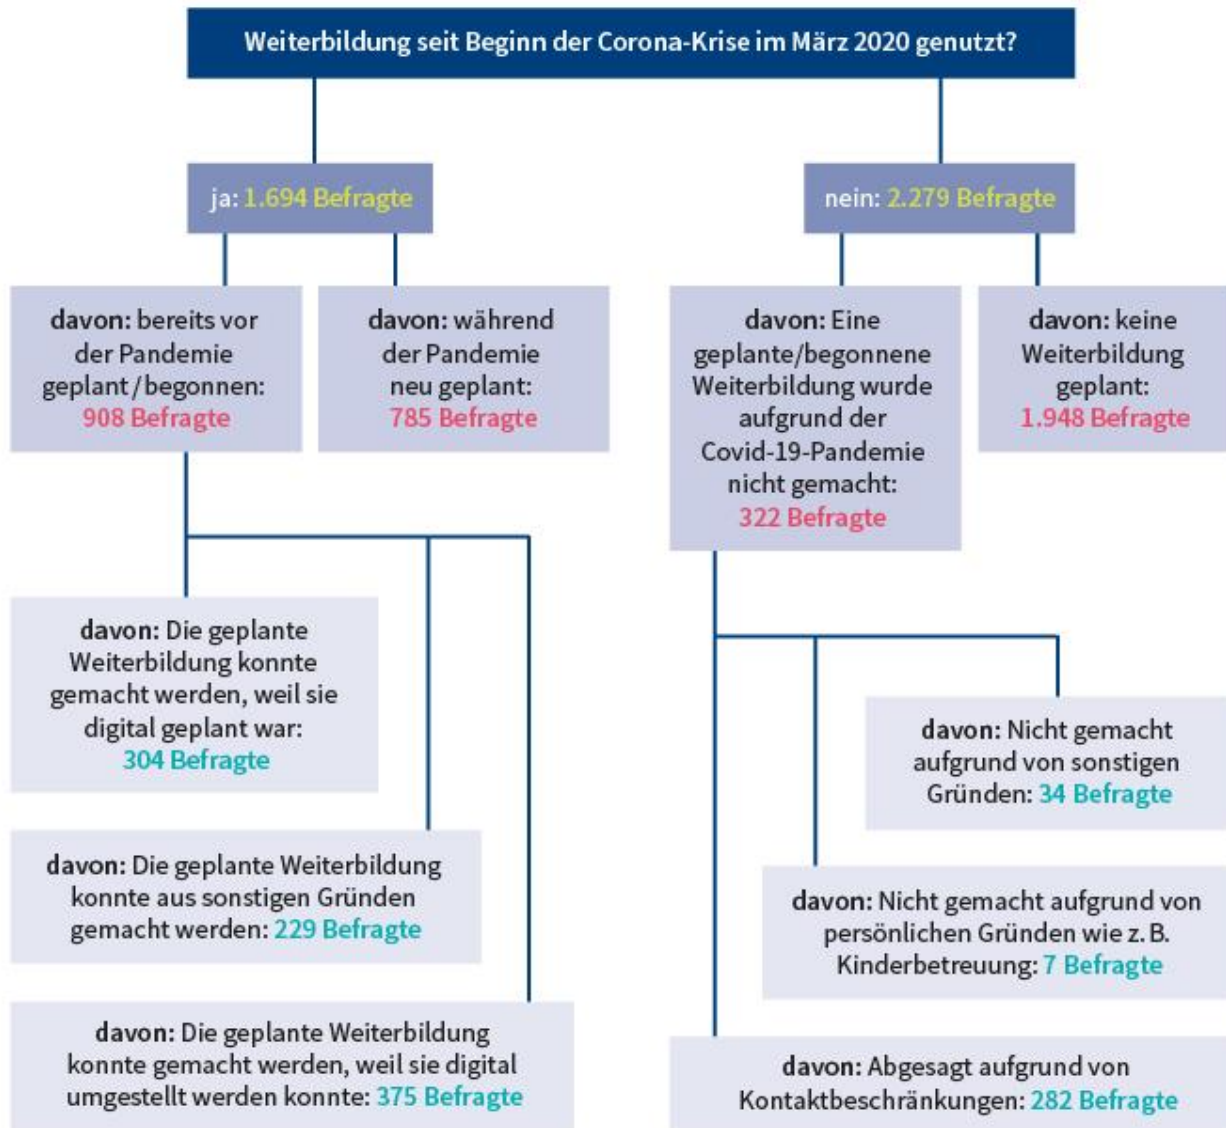 Weiterbildung seit Beginn der Corona-Krise im März 2020 genutzt?
ja: 1.694 Befragte
nein: 2.279 Befragte
davon: bereits vor
der Pandemie
geplant / begonnen:
908 Befragte
davon: während
der Pandemie
neu geplant:
785 Befragte
davon: Eine
geplante/begonnene
Weiterbildung wurde
aufgrund der
Covid-19-Pandemie
nicht gemacht:
322 Befragte
davon: keine
Weiterbildung
geplant:
1.948 Befragte
davon: Die geplante
Weiterbildung konnte
gemacht werden, weil sie
digital geplant war:
304 Befragte
davon: Die geplante Weiterbildung
konnte aus sonstigen Gründen
gemacht werden: 229 Befragte
davon: Die geplante Weiterbildung
konnte gemacht werden, weil sie digital
umgestellt werden konnte: 375 Befragte
davon: Nicht gemacht
aufgrund von sonstigen
Gründen: 34 Befragte
davon: Nicht gemacht aufgrund von
persönlichen Gründen wie z. B.
Kinderbetreuung: 7 Befragte
davon: Abgesagt aufgrund von
Kontaktbeschränkungen: 282 Befragte